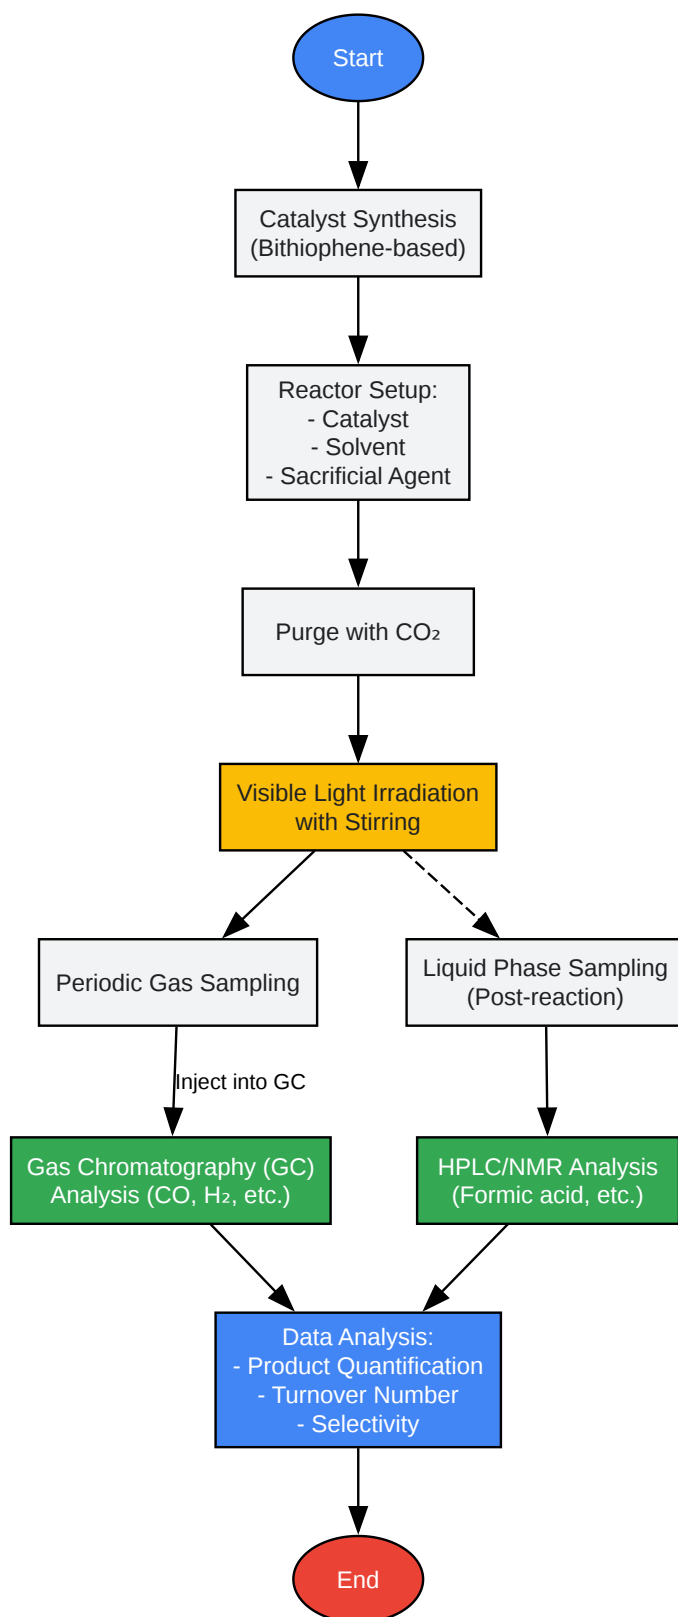 Start
Catalyst Synthesis
(Bithiophene-based)
Reactor Setup:
- Catalyst
- Solvent
- Sacrificial Agent
Purge with CO₂
Visible Light Irradiation
with Stirring
Periodic Gas Sampling
Liquid Phase Sampling
(Post-reaction)
Inject into GC
Gas Chromatography (GC)
Analysis (CO, H₂, etc.)
HPLC/NMR Analysis
(Formic acid, etc.)
Data Analysis:
- Product Quantification
- Turnover Number
- Selectivity
End